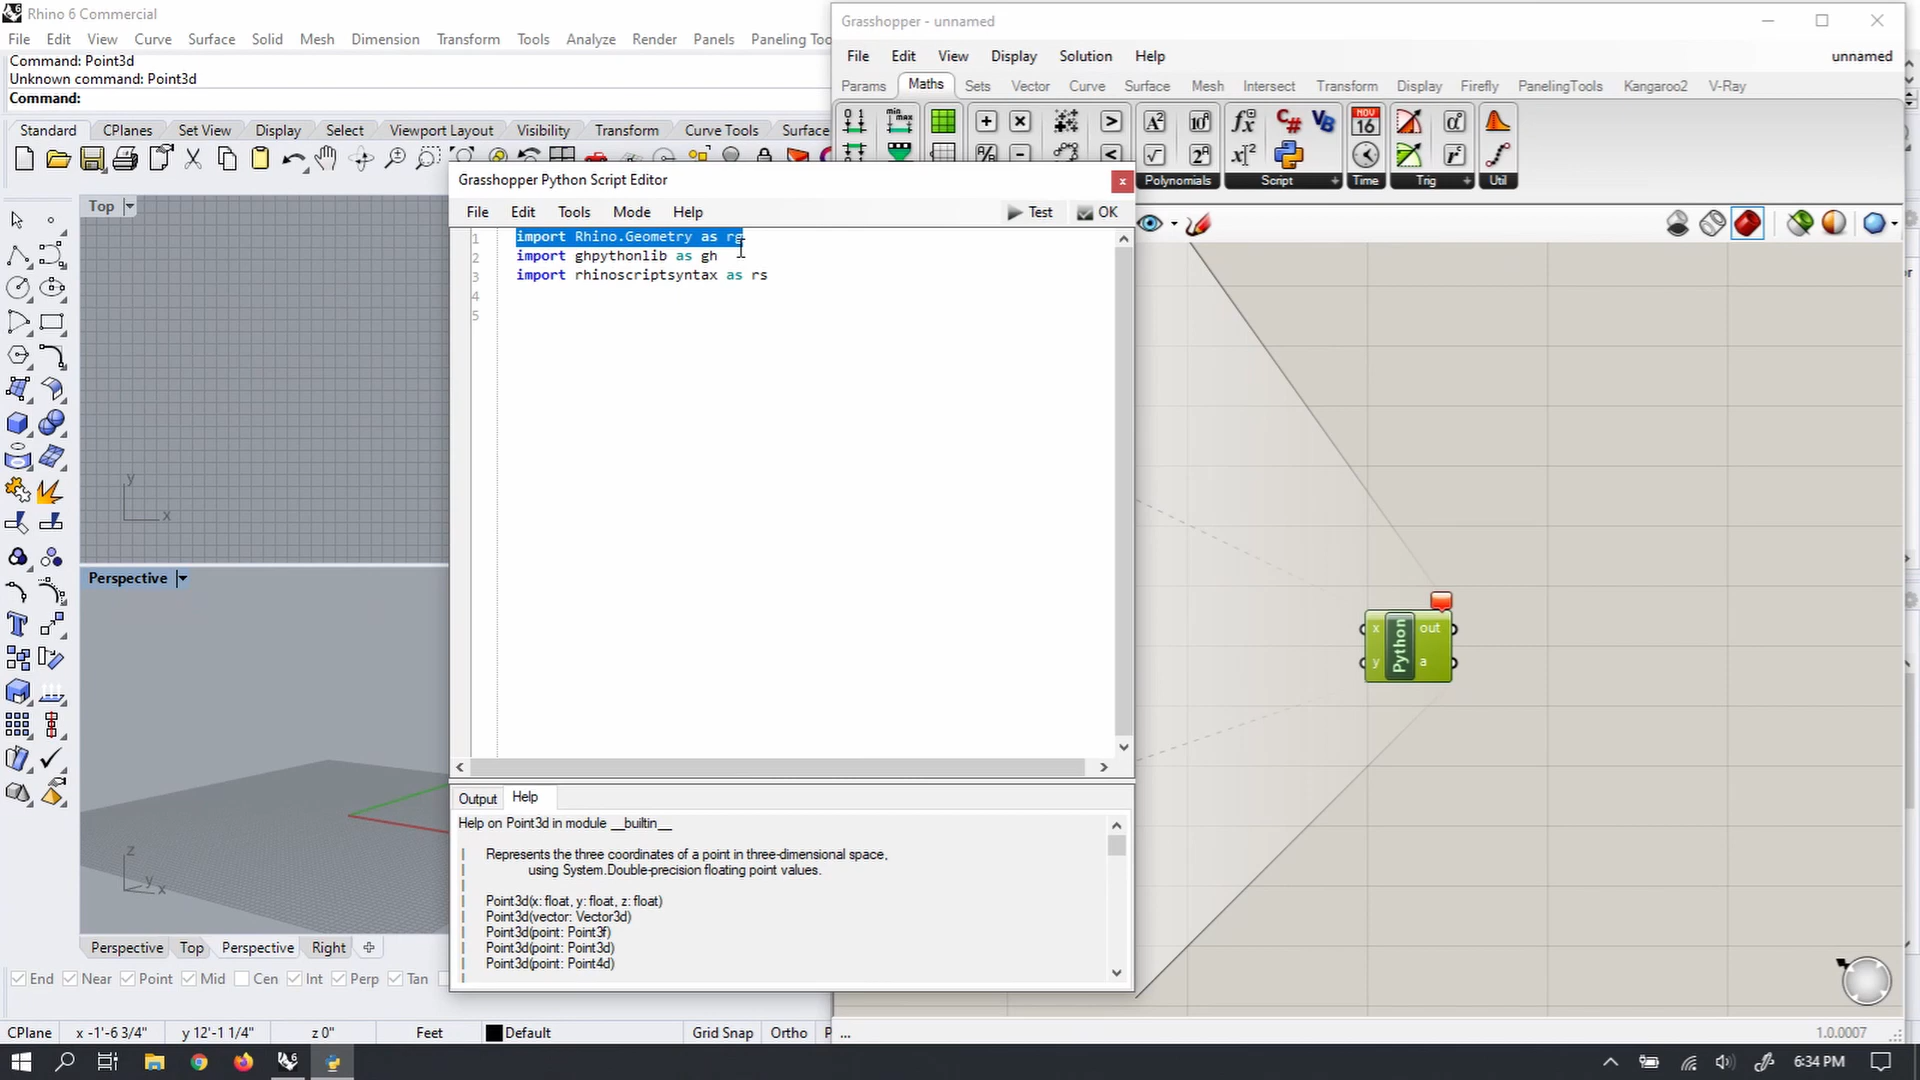 Rhino 6 Commercial
File Edit View Curve Surface Solid Mesh Dimension Transform Tools Analyze Render Panels Paneling Too
Command: Point3d
Unknown command: Point3d
Command:
Standard CPlanes Set View Display Select Viewport Layout Visibility Transform Curve Tools Surface
Top
y
x
Perspective
z
y
x
Perspective Top Perspective Right
End Near Point Mid Cen Int Perp Tan
CPlane x -1'-6 3/4" y 12'-1 1/4" z 0" Feet Default Grid Snap Ortho P
Grasshopper - unnamed
File Edit View Display Solution Help unnamed
Params Maths Sets Vector Curve Surface Mesh Intersect Transform Display Firefly PanelingTools Kangaroo2 V-Ray
Polynomials Script Time Trig Util
NOV
16
Grasshopper Python Script Editor
File Edit Tools Mode Help Test OK
1 import Rhino.Geometry as rg
2 import ghpythonlib as gh
3 import rhinoscriptsyntax as rs
4
5
Output Help
Help on Point3d in module __builtin__
| Represents the three coordinates of a point in three-dimensional space,
| using System.Double-precision floating point values.
|
| Point3d(x: float, y: float, z: float)
| Point3d(vector: Vector3d)
| Point3d(point: Point3f)
| Point3d(point: Point3d)
| Point3d(point: Point4d)
|
x Python out
y a
... 1.0.0007
6:34 PM